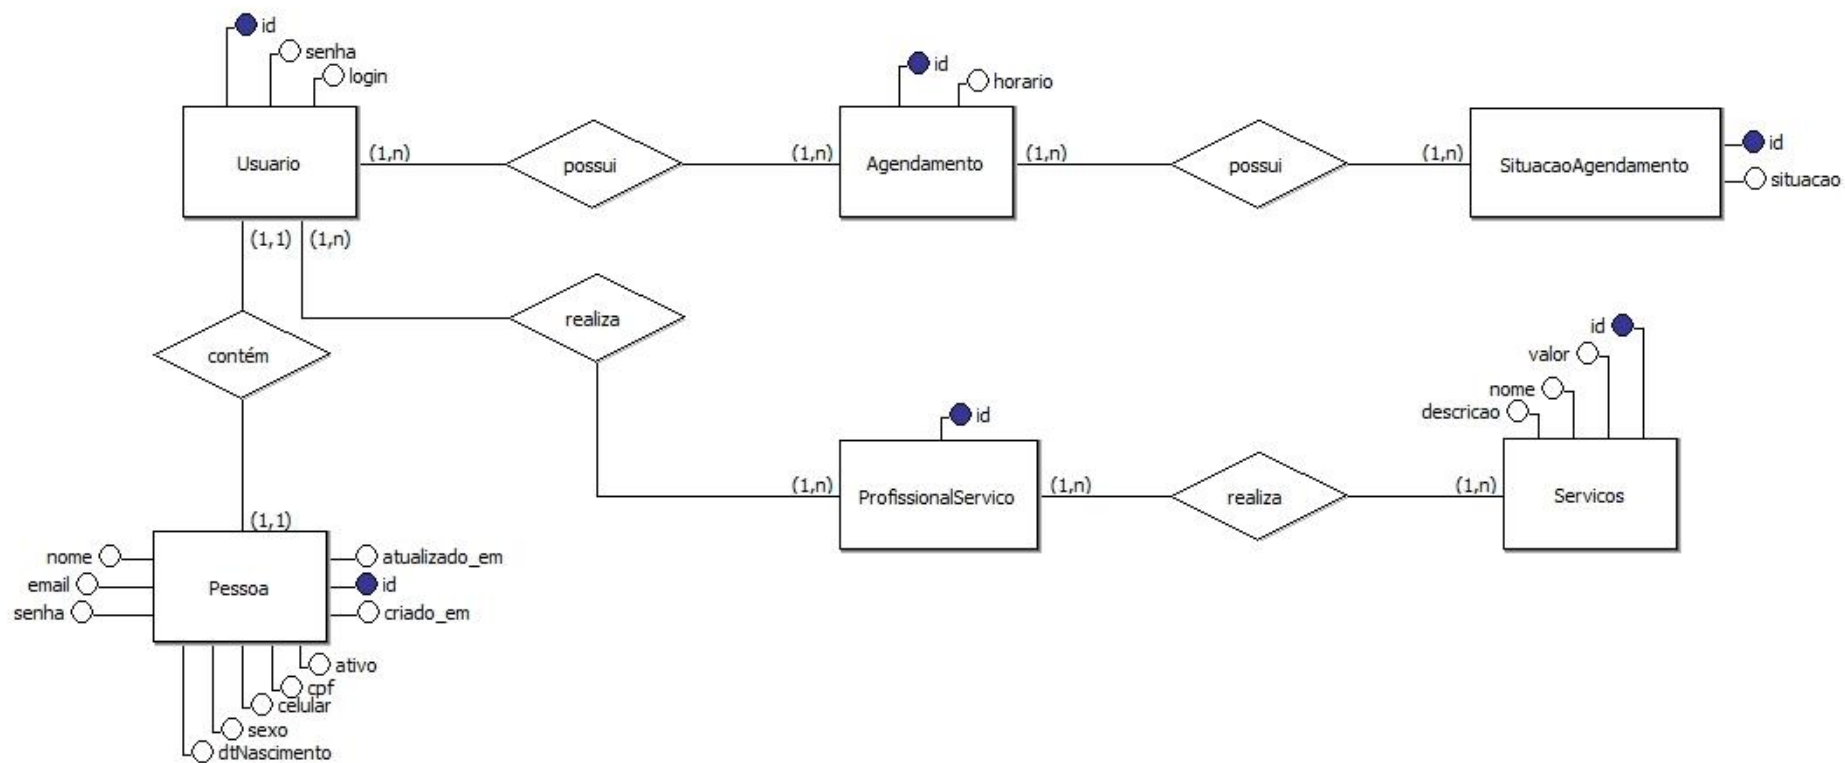 id
senha
login
Usuario
(1,n)
possui
(1,n)
id
horario
Agendamento
(1,n)
possui
(1,n)
SituacaoAgendamento
id
situacao
(1,1)
(1,n)
contém
realiza
(1,n)
id
ProfissionalServico
(1,n)
realiza
(1,n)
id
valor
nome
descricao
Servicos
(1,1)
nome
email
senha
Pessoa
atualizado_em
id
criado_em
ativo
cpf
celular
sexo
dtNascimento